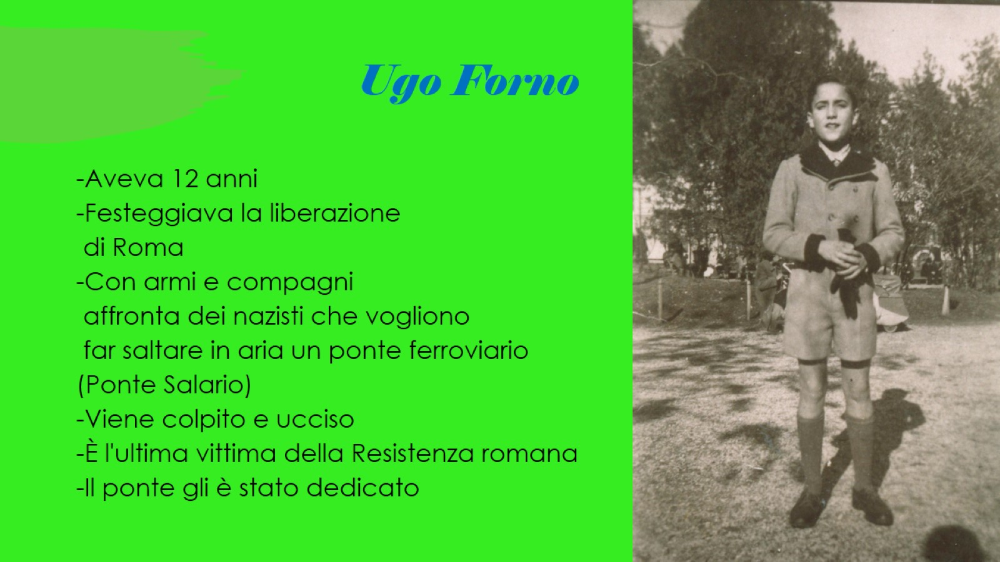 Ugo Forno
-Aveva 12 anni
-Festeggiava la liberazione
di Roma
-Con armi e compagni
affronta dei nazisti che vogliono
far saltare in aria un ponte ferroviario
(Ponte Salario)
-Viene colpito e ucciso
-È l'ultima vittima della Resistenza romana
-Il ponte gli è stato dedicato